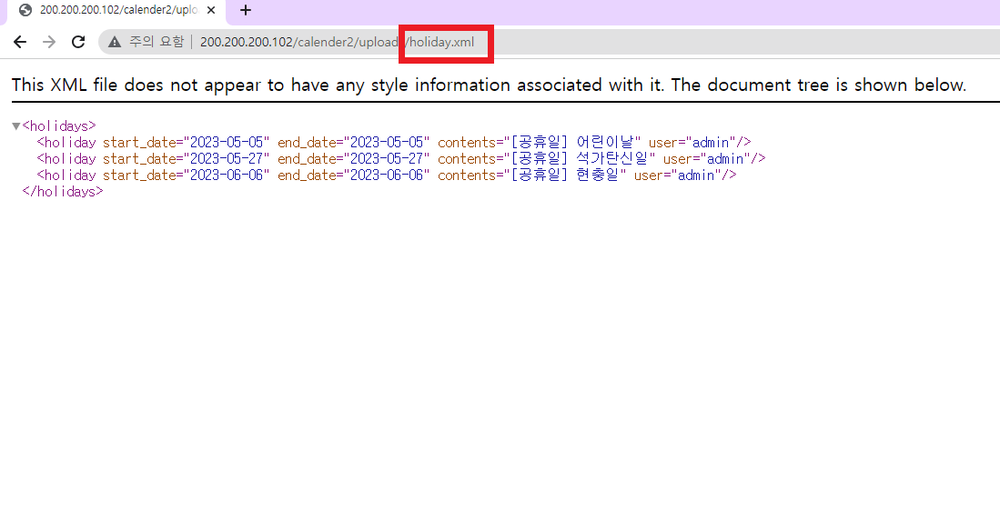 200.200.200.102/calender2/uplo
주의 요함 | 200.200.200.102/calender2/upload/holiday.xml
This XML file does not appear to have any style information associated with it. The document tree is shown below.
▼<holidays>
<holiday start_date="2023-05-05" end_date="2023-05-05" contents="[공휴일] 어린이날" user="admin"/>
<holiday start_date="2023-05-27" end_date="2023-05-27" contents="[공휴일] 석가탄신일" user="admin"/>
<holiday start_date="2023-06-06" end_date="2023-06-06" contents="[공휴일] 현충일" user="admin"/>
</holidays>